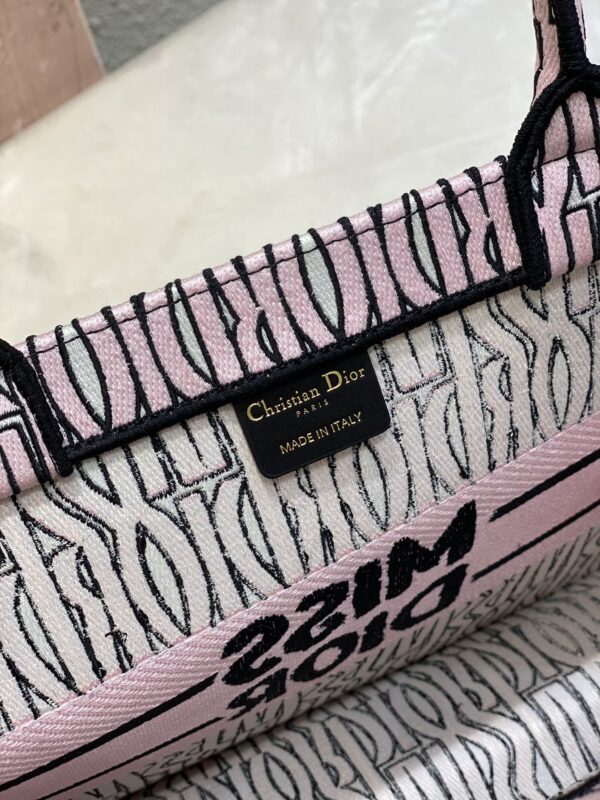 Christian Dior
PARIS
MADE IN ITALY
MISS
DIOR